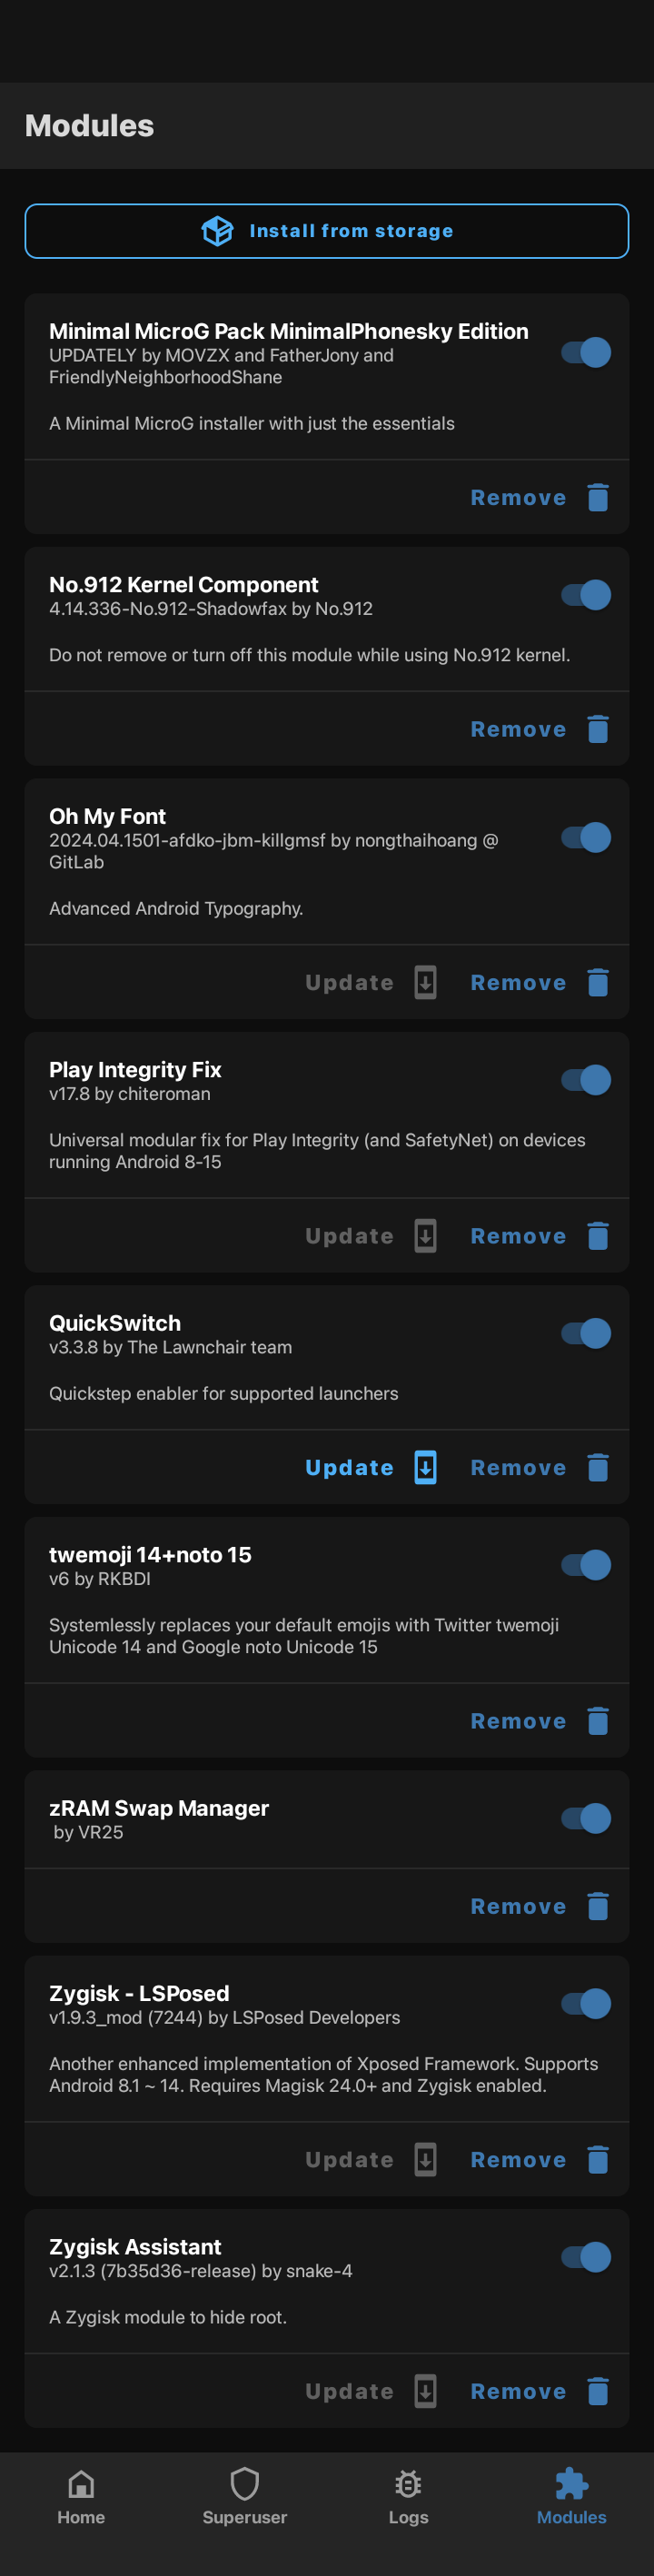 Modules
Install from storage
Minimal MicroG Pack MinimalPhonesky Edition
UPDATELY by MOVZX and FatherJony and
FriendlyNeighborhoodShane
A Minimal MicroG installer with just the essentials
Remove
No.912 Kernel Component
4.14.336-No.912-Shadowfax by No.912
Do not remove or turn off this module while using No.912 kernel.
Remove
Oh My Font
2024.04.1501-afdko-jbm-killgmsf by nongthaihoang @
GitLab
Advanced Android Typography.
Update Remove
Play Integrity Fix
v17.8 by chiteroman
Universal modular fix for Play Integrity (and SafetyNet) on devices
running Android 8-15
Update Remove
QuickSwitch
v3.3.8 by The Lawnchair team
Quickstep enabler for supported launchers
Update Remove
twemoji 14+noto 15
v6 by RKBDI
Systemlessly replaces your default emojis with Twitter twemoji
Unicode 14 and Google noto Unicode 15
Remove
zRAM Swap Manager
by VR25
Remove
Zygisk - LSPosed
v1.9.3_mod (7244) by LSPosed Developers
Another enhanced implementation of Xposed Framework. Supports
Android 8.1 ~ 14. Requires Magisk 24.0+ and Zygisk enabled.
Update Remove
Zygisk Assistant
v2.1.3 (7b35d36-release) by snake-4
A Zygisk module to hide root.
Update Remove
Home Superuser Logs Modules